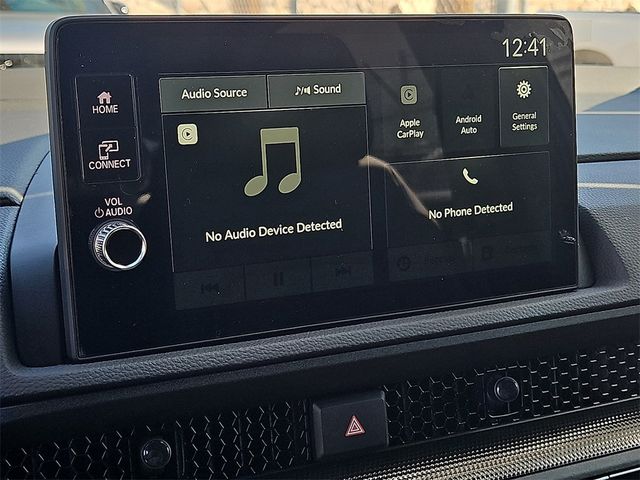 12:41
HOME
CONNECT
VOL
AUDIO
Audio Source
Sound
No Audio Device Detected
Apple
CarPlay
Android
Auto
General
Settings
No Phone Detected